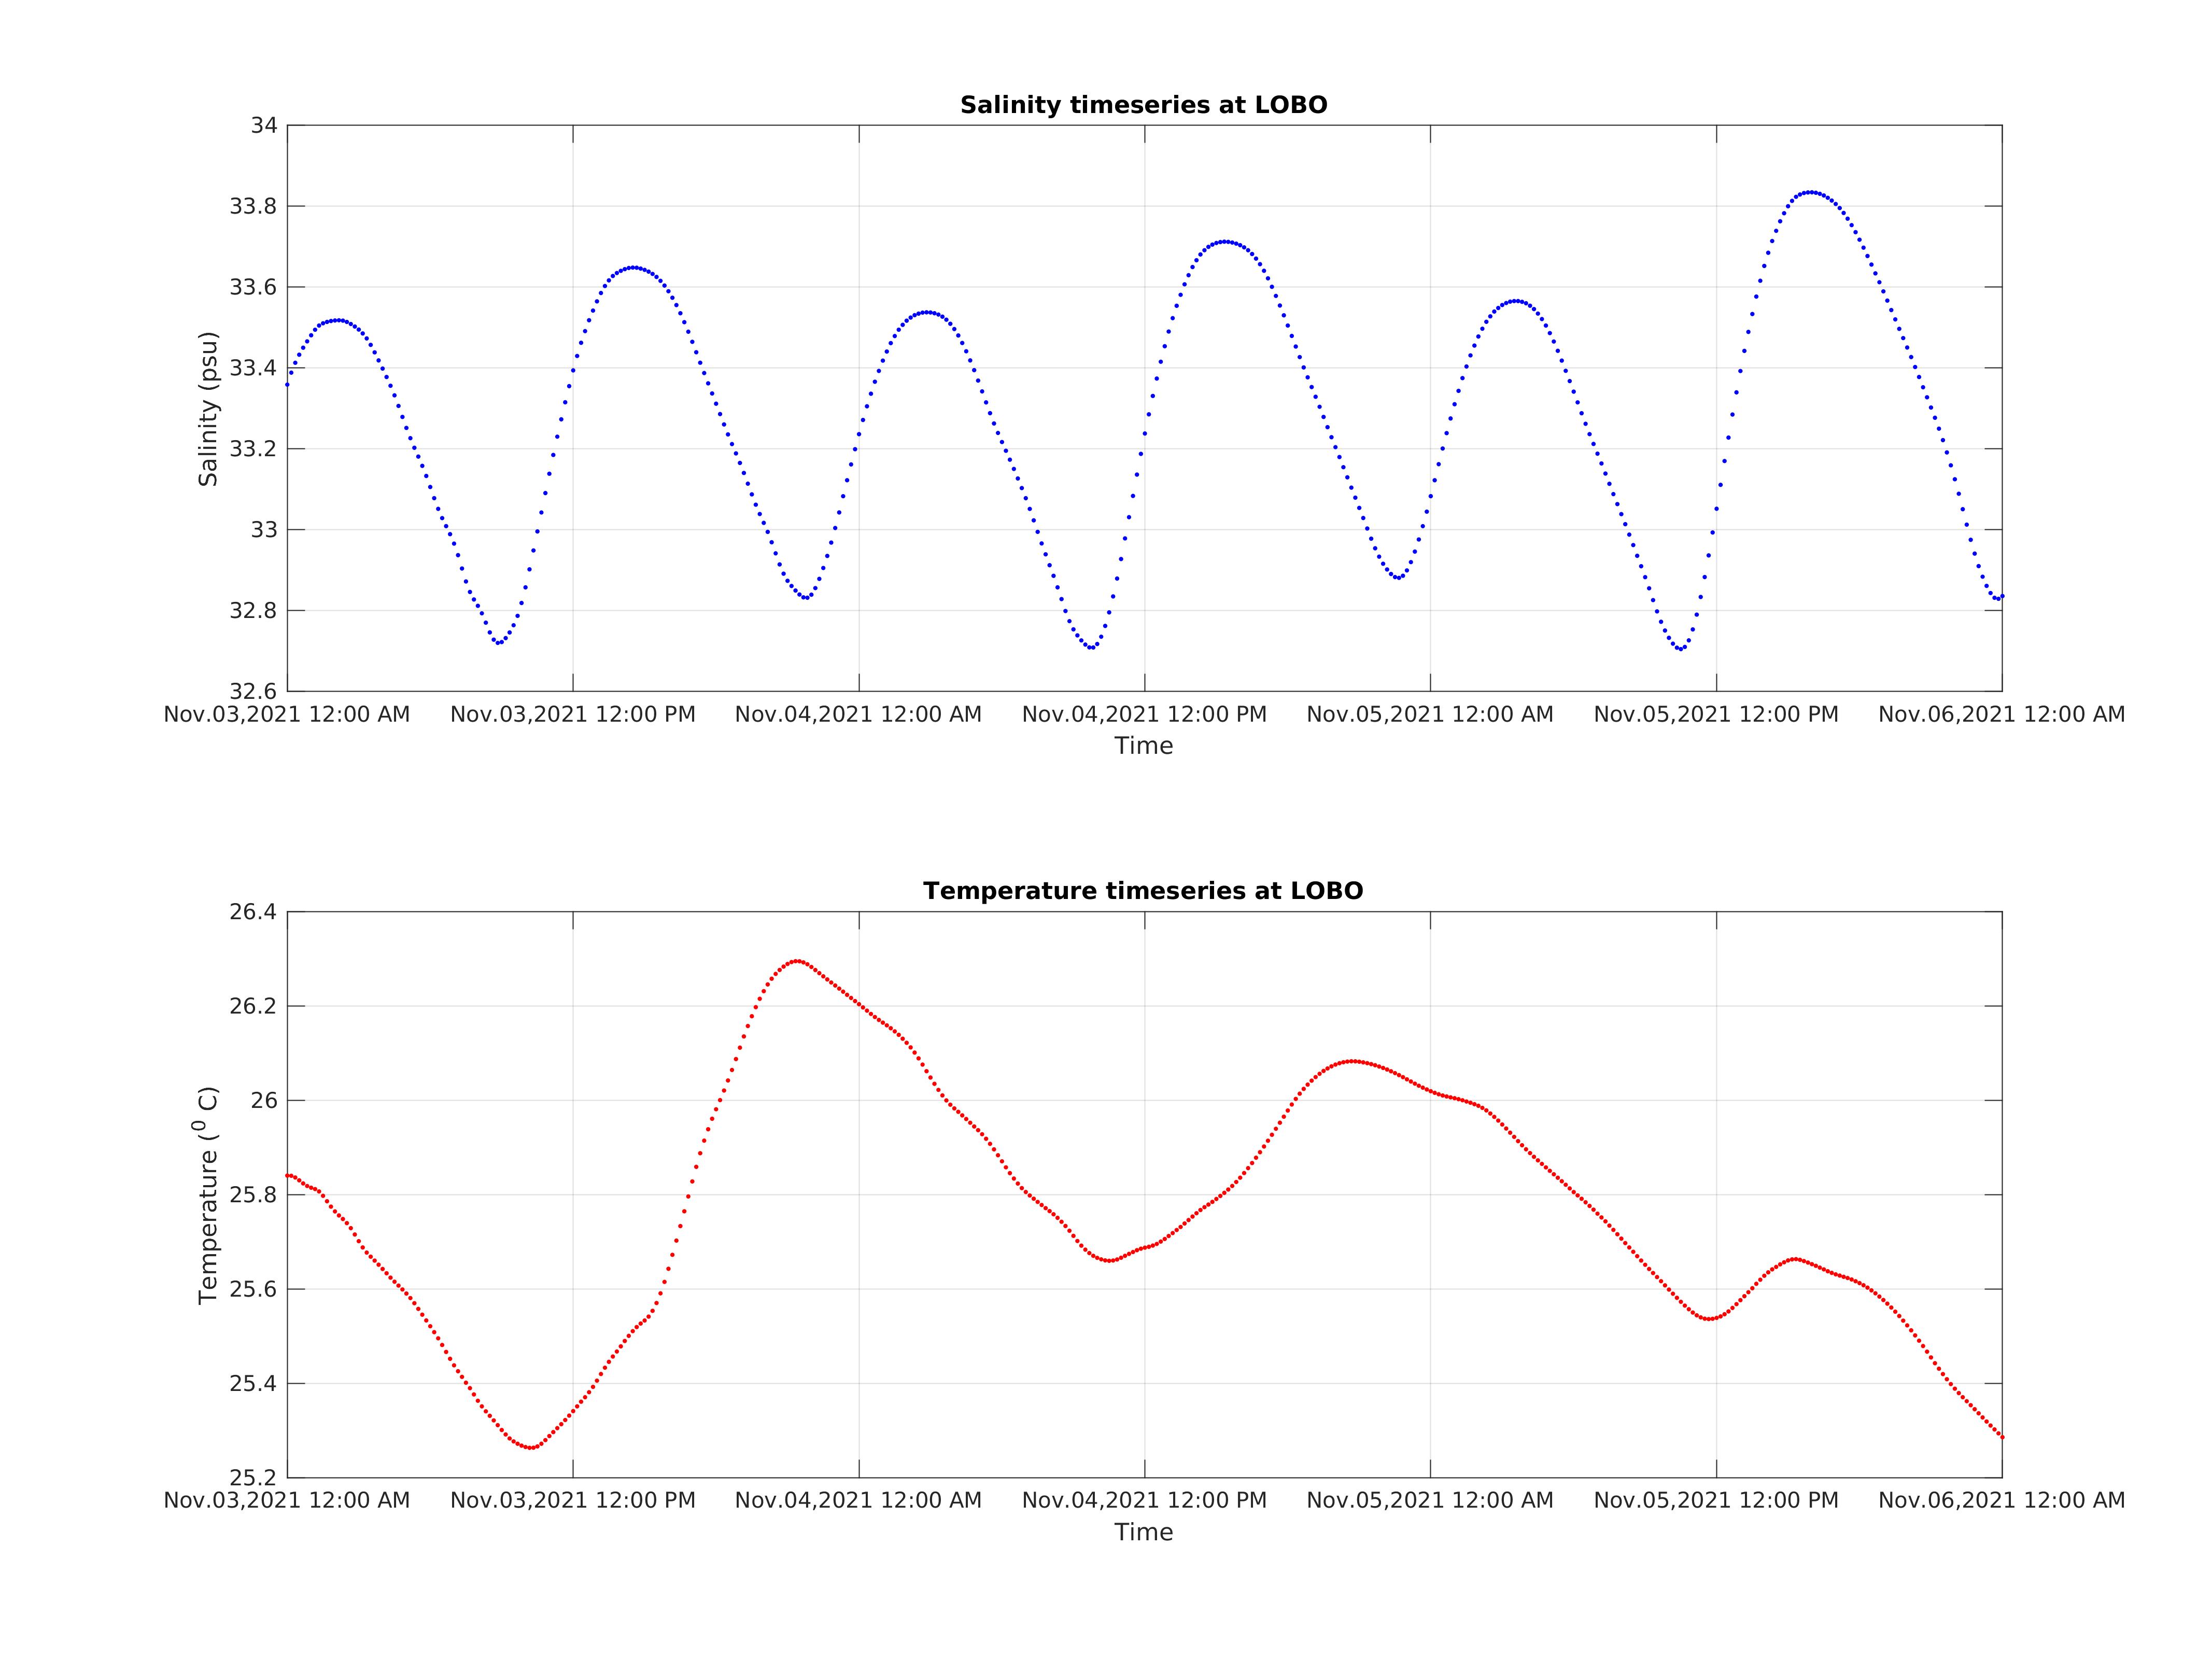 Salinity timeseries at LOBO
34
33.8
33.6
33.4
33.2
33
32.8
32.6
Salinity (psu)
Nov.03,2021 12:00 AM Nov.03,2021 12:00 PM Nov.04,2021 12:00 AM Nov.04,2021 12:00 PM Nov.05,2021 12:00 AM Nov.05,2021 12:00 PM Nov.06,2021 12:00 AM
Time
Temperature timeseries at LOBO
26.4
26.2
26
25.8
25.6
25.4
25.2
Temperature (⁰ C)
Nov.03,2021 12:00 AM Nov.03,2021 12:00 PM Nov.04,2021 12:00 AM Nov.04,2021 12:00 PM Nov.05,2021 12:00 AM Nov.05,2021 12:00 PM Nov.06,2021 12:00 AM
Time